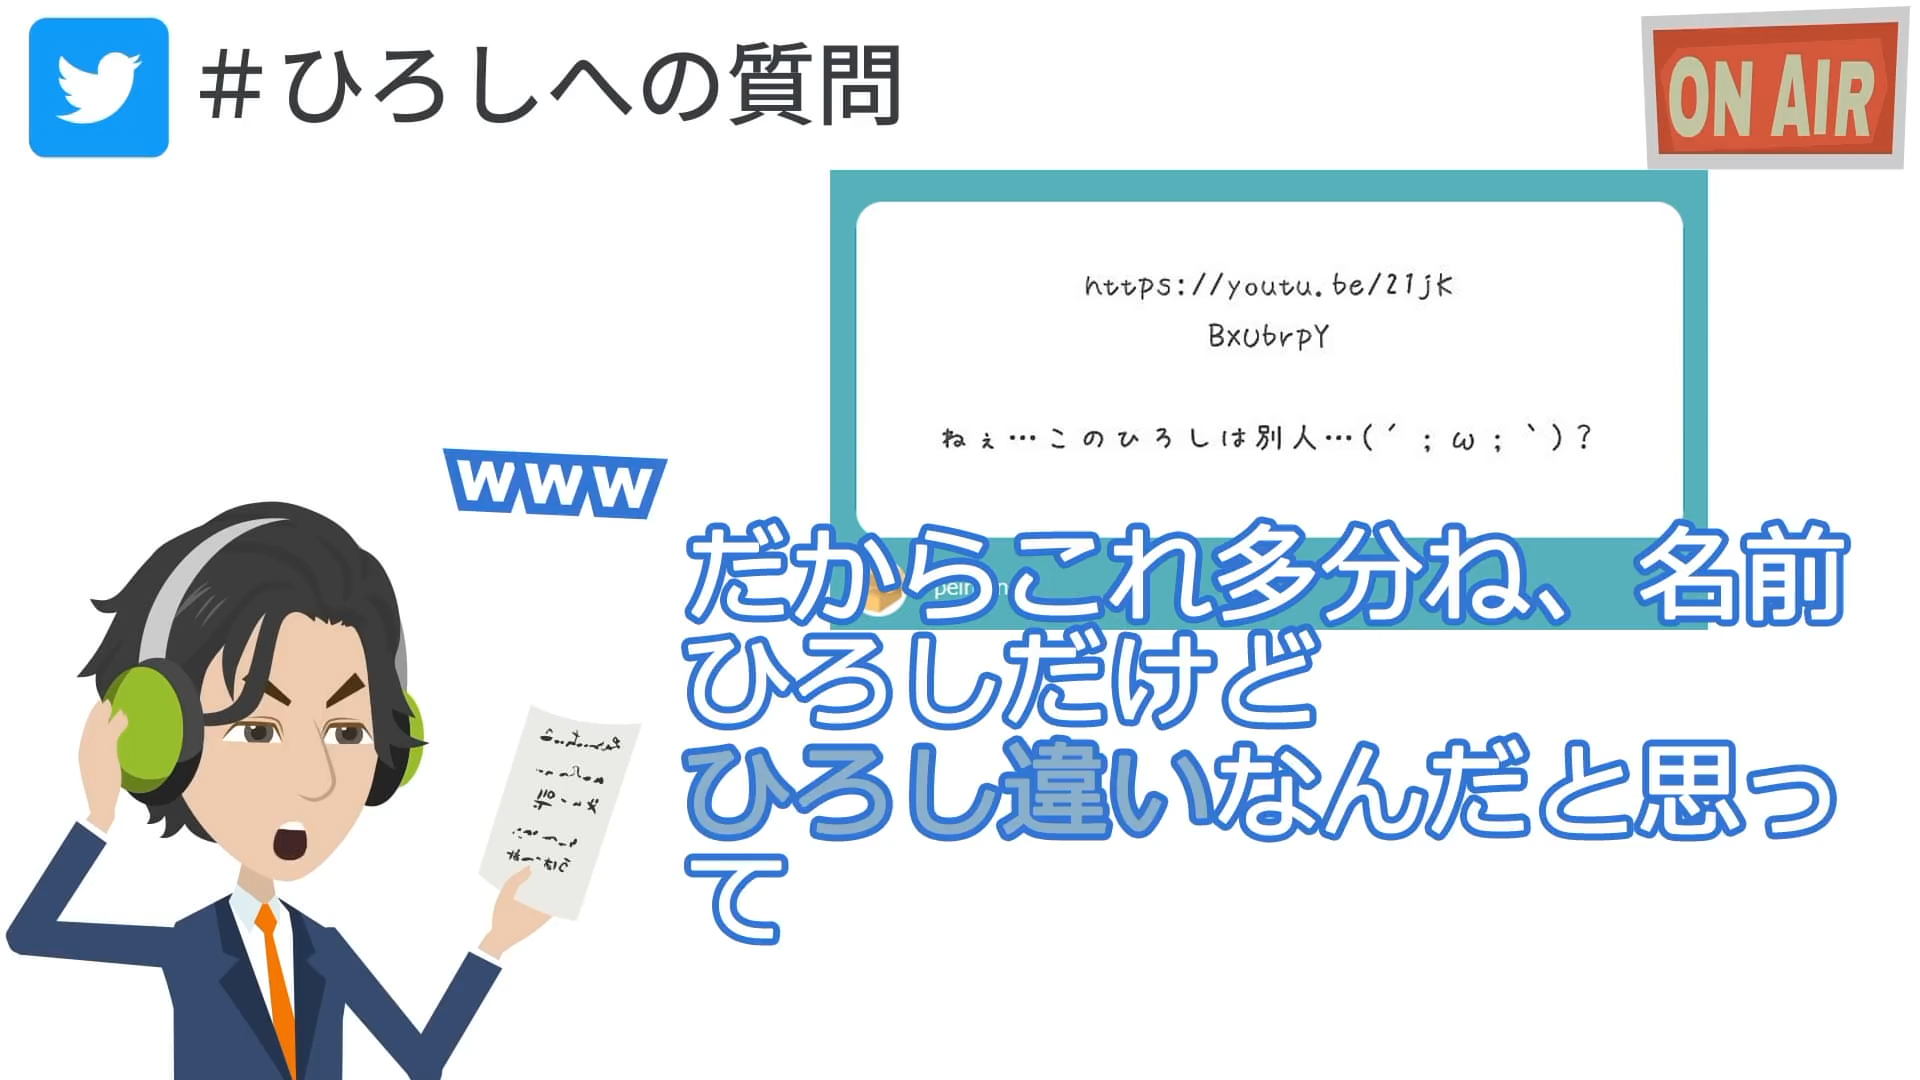 #ひろしへの質問
ON AIR
https://youtu.be/21jk
BxUbrpY
ねぇ…このひろしは別人…(´；ω；`)？
www
だからこれ多分ね、名前
ひろしだけど
ひろし違いなんだと思っ
て